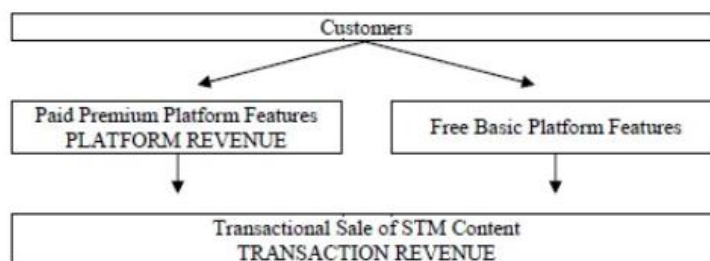 Customers
Paid Premium Platform Features
PLATFORM REVENUE
Free Basic Platform Features
Transactional Sale of STM Content
TRANSACTION REVENUE